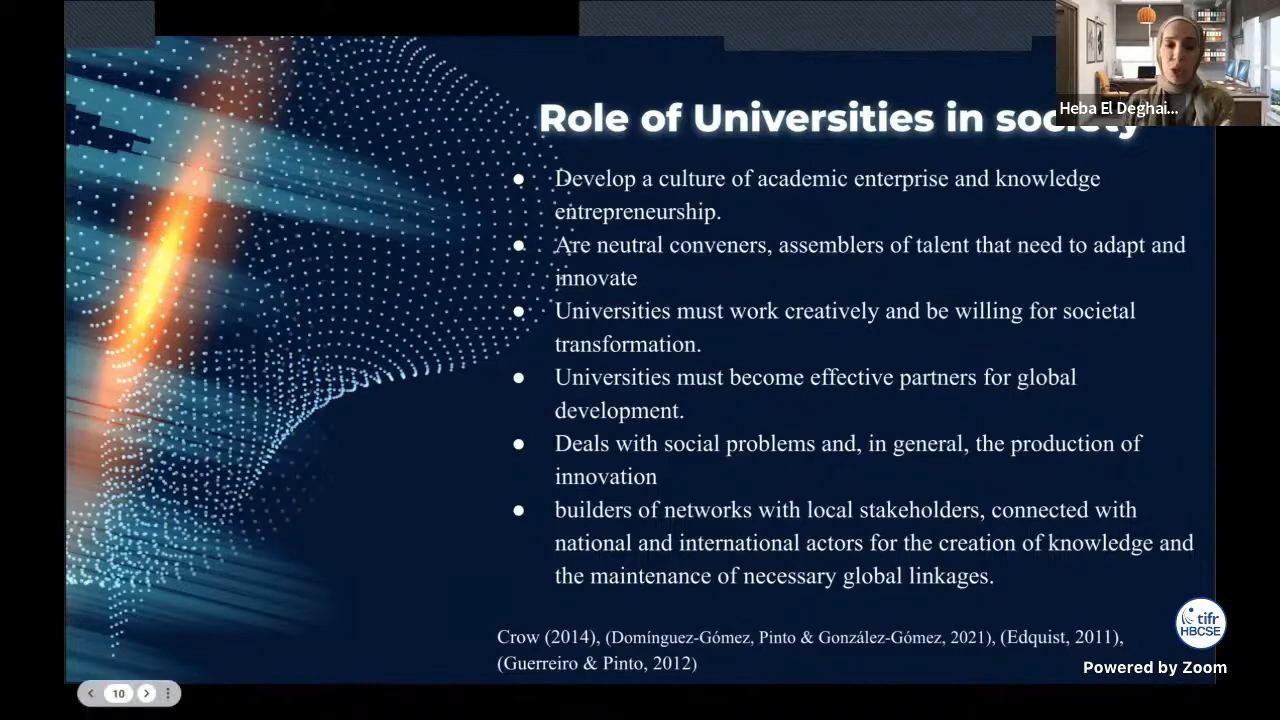 Heba El Deghai...
Role of Universities in society
● Develop a culture of academic enterprise and knowledge
entrepreneurship.
● Are neutral conveners, assemblers of talent that need to adapt and
innovate
● Universities must work creatively and be willing for societal
transformation.
● Universities must become effective partners for global
development.
● Deals with social problems and, in general, the production of
innovation
● builders of networks with local stakeholders, connected with
national and international actors for the creation of knowledge and
the maintenance of necessary global linkages.
Crow (2014), (Domínguez-Gómez, Pinto & González-Gómez, 2021), (Edquist, 2011),
(Guerreiro & Pinto, 2012)
tifr
HBCSE
Powered by Zoom
10